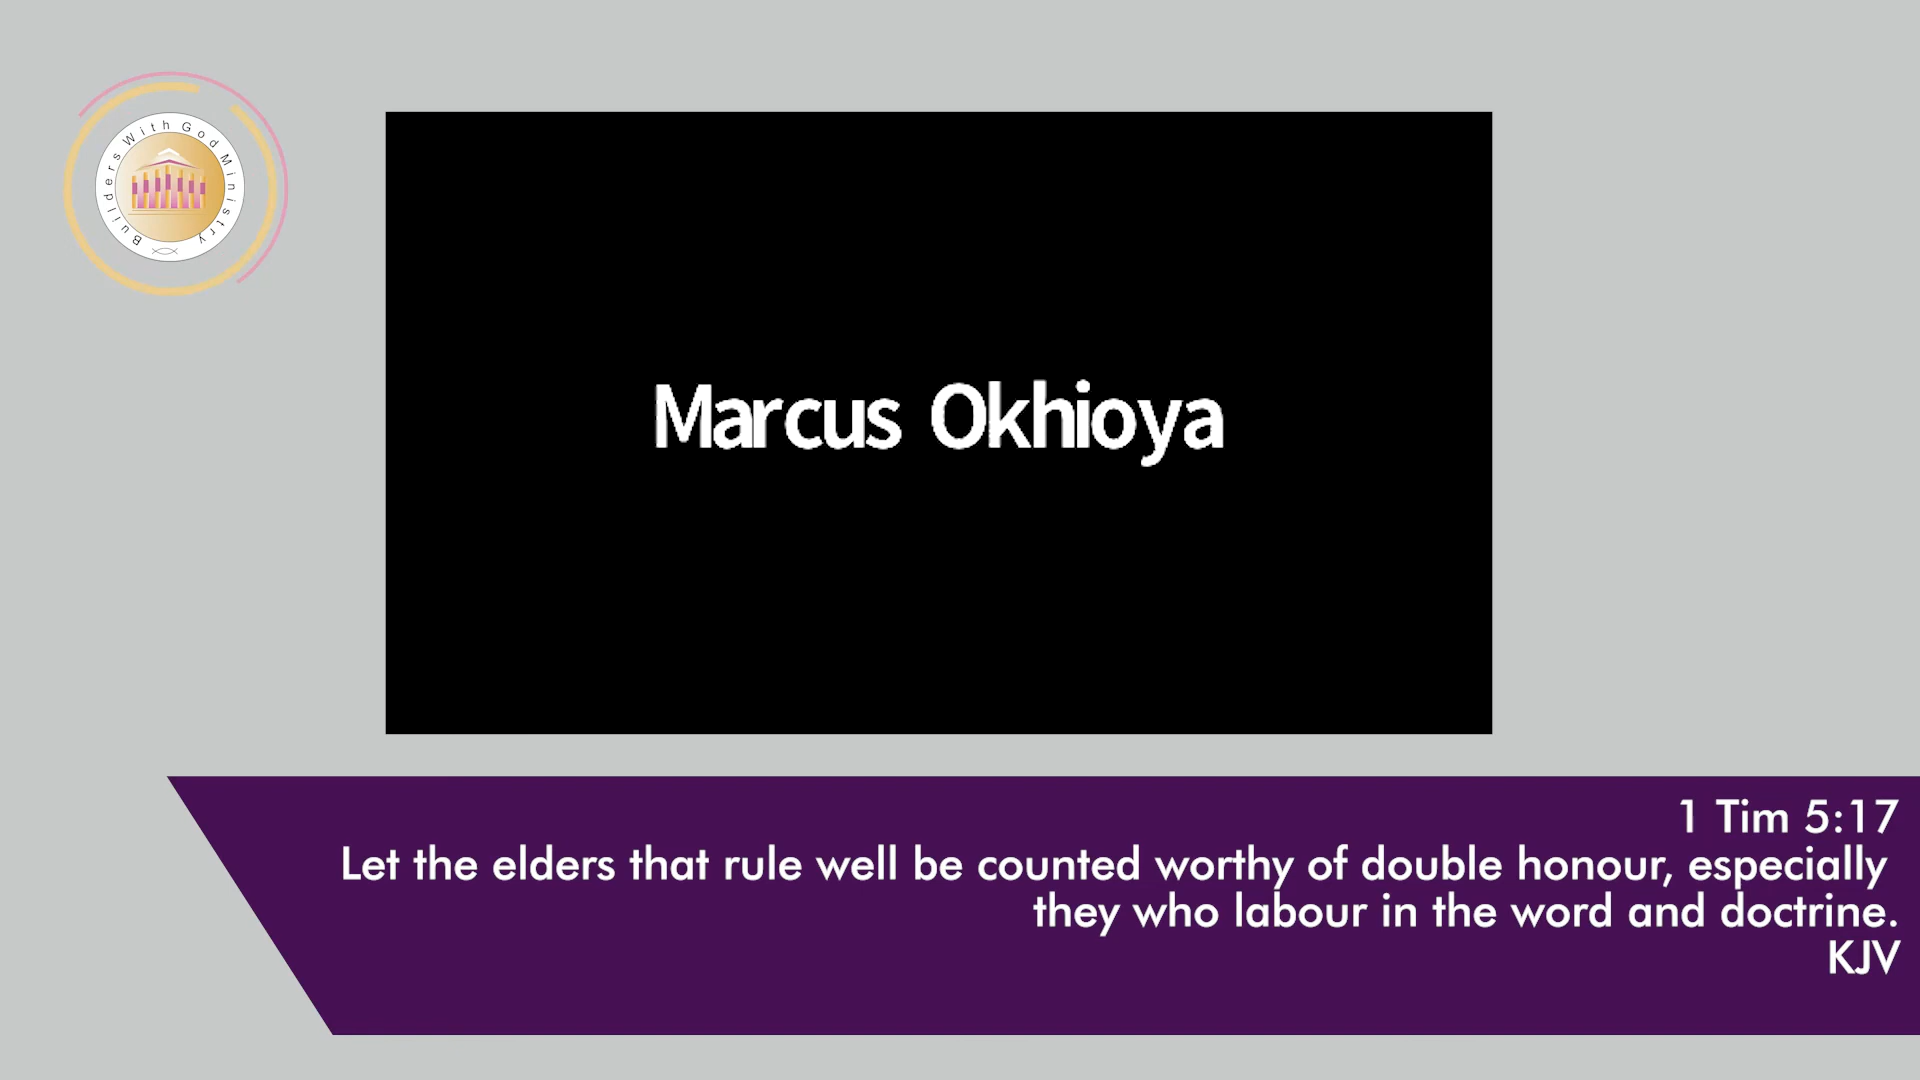 Builders With God Ministry
Marcus Okhioya
1 Tim 5:17
Let the elders that rule well be counted worthy of double honour, especially
they who labour in the word and doctrine.
KJV